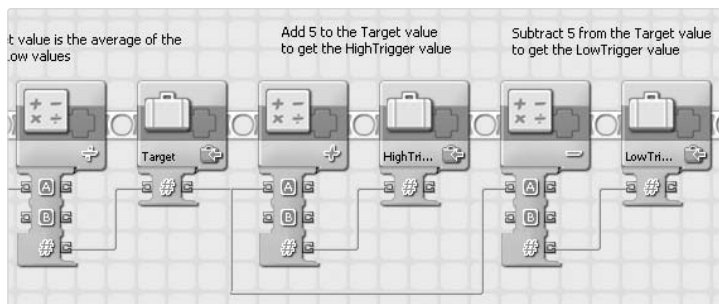 t value is the average of the
low values
Add 5 to the Target value
to get the HighTrigger value
Subtract 5 from the Target value
to get the LowTrigger value
Target
HighTri...
LowTri...
A
B
#
#
A
B
#
#
A
B
#
#